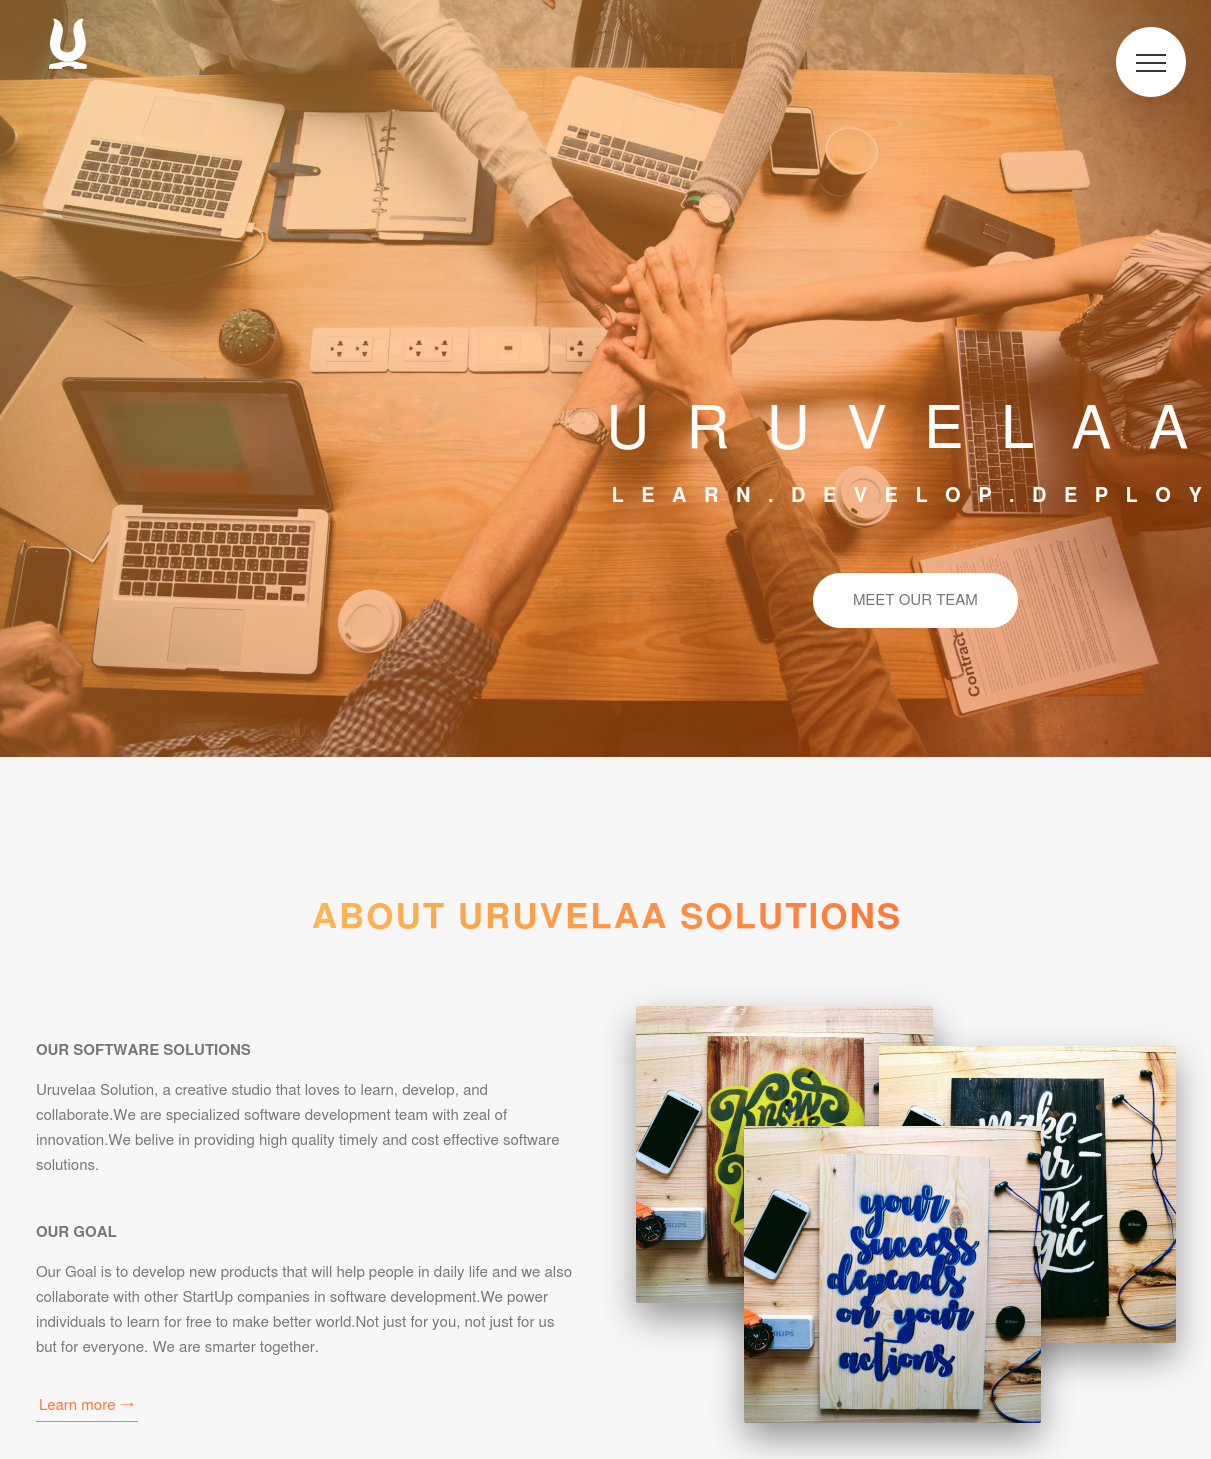 URUVELAA
LEARN.DEVELOP.DEPLOY
MEET OUR TEAM
Contract
ABOUT URUVELAA SOLUTIONS
OUR SOFTWARE SOLUTIONS
Uruvelaa Solution, a creative studio that loves to learn, develop, and
collaborate.We are specialized software development team with zeal of
innovation.We belive in providing high quality timely and cost effective software
solutions.
OUR GOAL
Our Goal is to develop new products that will help people in daily life and we also
collaborate with other StartUp companies in software development.We power
individuals to learn for free to make better world.Not just for you, not just for us
but for everyone. We are smarter together.
Learn more →
Know
make
your
success
depends
on your
actions
PHILIPS